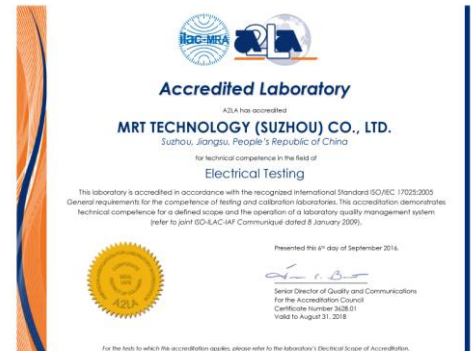 ilac-MRA
A2LA
Accredited Laboratory
A2LA has accredited
MRT TECHNOLOGY (SUZHOU) CO., LTD.
Suzhou, Jiangsu, People's Republic of China
for technical competence in the field of
Electrical Testing
This laboratory is accredited in accordance with the recognized International Standard ISO/IEC 17025:2005
General requirements for the competence of testing and calibration laboratories. This accreditation demonstrates
technical competence for a defined scope and the operation of a laboratory quality management system
(refer to joint ISO-ILAC-IAF Communiqué dated 8 January 2009).
Presented this 6th day of September 2016.
Senior Director of Quality and Communications
For the Accreditation Council
Certificate Number 3628.01
Valid to August 31, 2018
CORPORATE
SEAL
1978
A2LA
For the tests to which this accreditation applies, please refer to the laboratory's Electrical Scope of Accreditation.